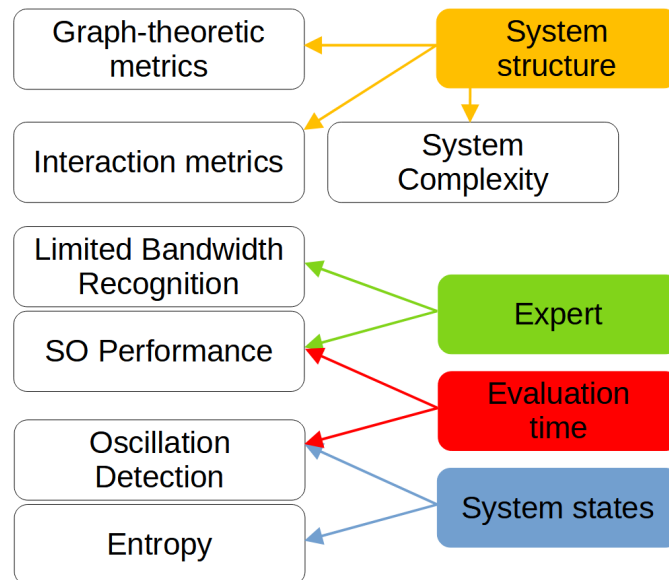 Graph-theoretic
metrics
System
structure
Interaction metrics
System
Complexity
Limited Bandwidth
Recognition
Expert
SO Performance
Evaluation
time
Oscillation
Detection
System states
Entropy